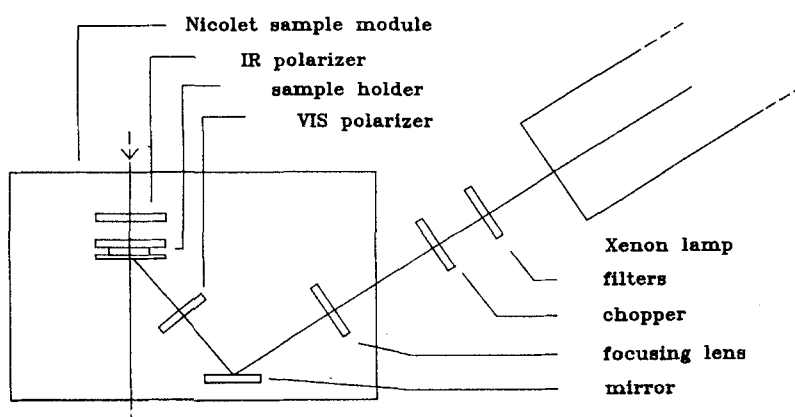 Nicolet sample module
IR polarizer
sample holder
VIS polarizer
Xenon lamp
filters
chopper
focusing lens
mirror